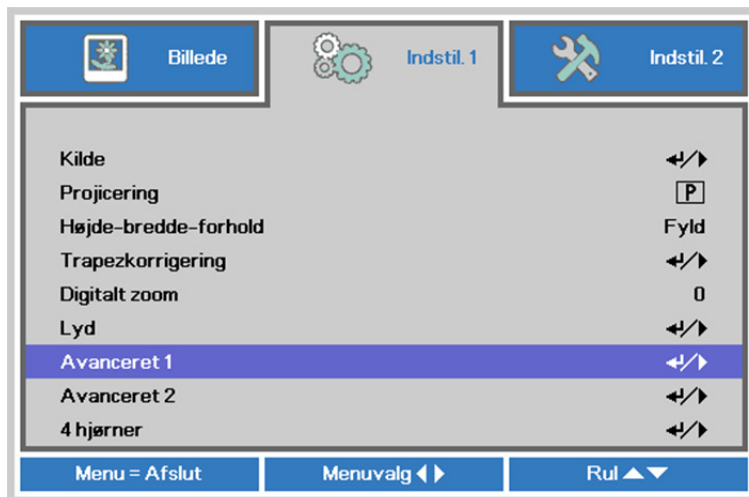 Billede
Indstil. 1
Indstil. 2
Kilde
Projicering P
Højde-bredde-forhold Fyld
Trapezkorrigering
Digitalt zoom 0
Lyd
Avanceret 1
Avanceret 2
4 hjørner
Menu = Afslut
Menuvalg
Rul